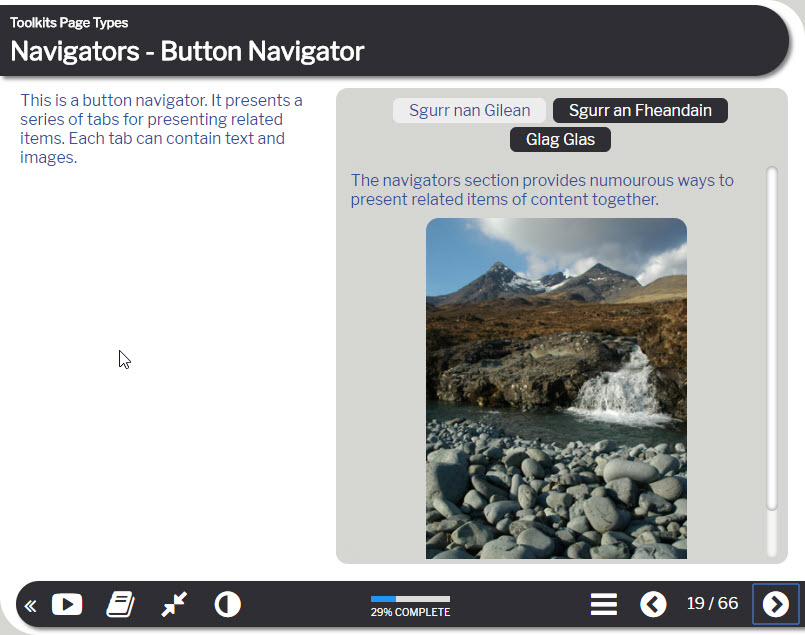 Toolkits Page Types
Navigators - Button Navigator
This is a button navigator. It presents a
series of tabs for presenting related
items. Each tab can contain text and
images.
Sgurr nan Gilean
Sgurr an Fheandain
Glag Glas
The navigators section provides numourous ways to
present related items of content together.
29% COMPLETE
19 / 66